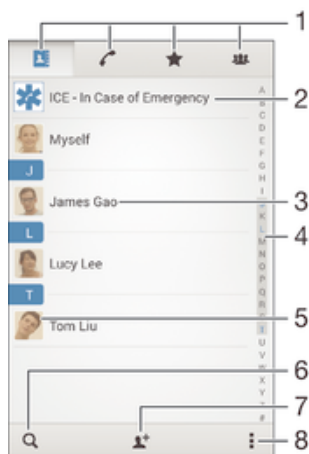 1
ICE - In Case of Emergency
2
Myself
J
James Gao
3
4
L
Lucy Lee
T
Tom Liu
5
6
7
8
A
B
C
D
E
F
G
H
I
J
K
L
M
N
O
P
Q
R
S
T
U
V
W
X
Y
#